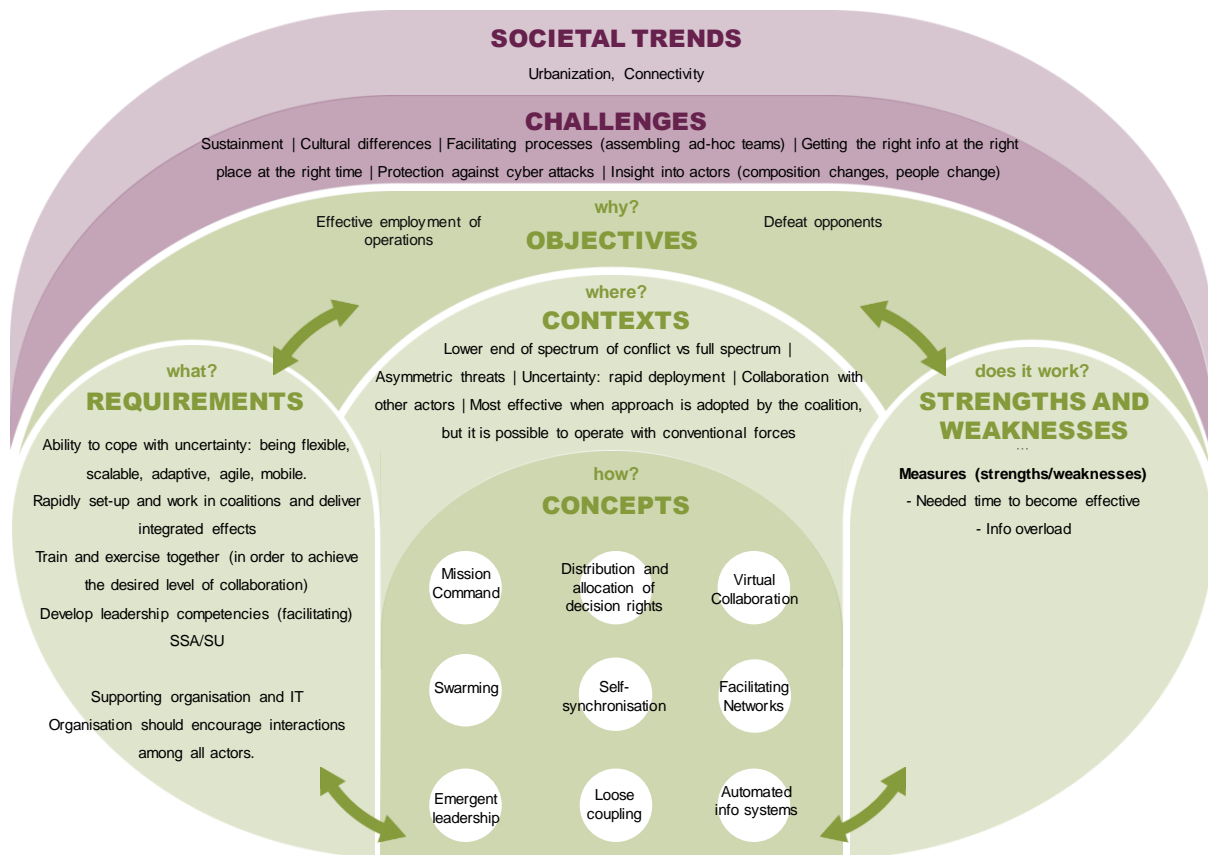 SOCIETAL TRENDS
Urbanization, Connectivity
CHALLENGES
Sustainment | Cultural differences | Facilitating processes (assembling ad-hoc teams) | Getting the right info at the right
place at the right time | Protection against cyber attacks | Insight into actors (composition changes, people change)
why?
OBJECTIVES
Effective employment of
operations
Defeat opponents
where?
CONTEXTS
Lower end of spectrum of conflict vs full spectrum |
Asymmetric threats | Uncertainty: rapid deployment | Collaboration with
other actors | Most effective when approach is adopted by the coalition,
but it is possible to operate with conventional forces
what?
REQUIREMENTS
Ability to cope with uncertainty: being flexible,
scalable, adaptive, agile, mobile.
Rapidly set-up and work in coalitions and deliver
integrated effects
Train and exercise together (in order to achieve
the desired level of collaboration)
Develop leadership competencies (facilitating)
SSA/SU
Supporting organisation and IT
Organisation should encourage interactions
among all actors.
how?
CONCEPTS
Mission
Command
Distribution and
allocation of
decision rights
Virtual
Collaboration
Swarming
Self-
synchronisation
Facilitating
Networks
Emergent
leadership
Loose
coupling
Automated
info systems
does it work?
STRENGTHS AND
WEAKNESSES
...
Measures (strengths/weaknesses)
- Needed time to become effective
- Info overload